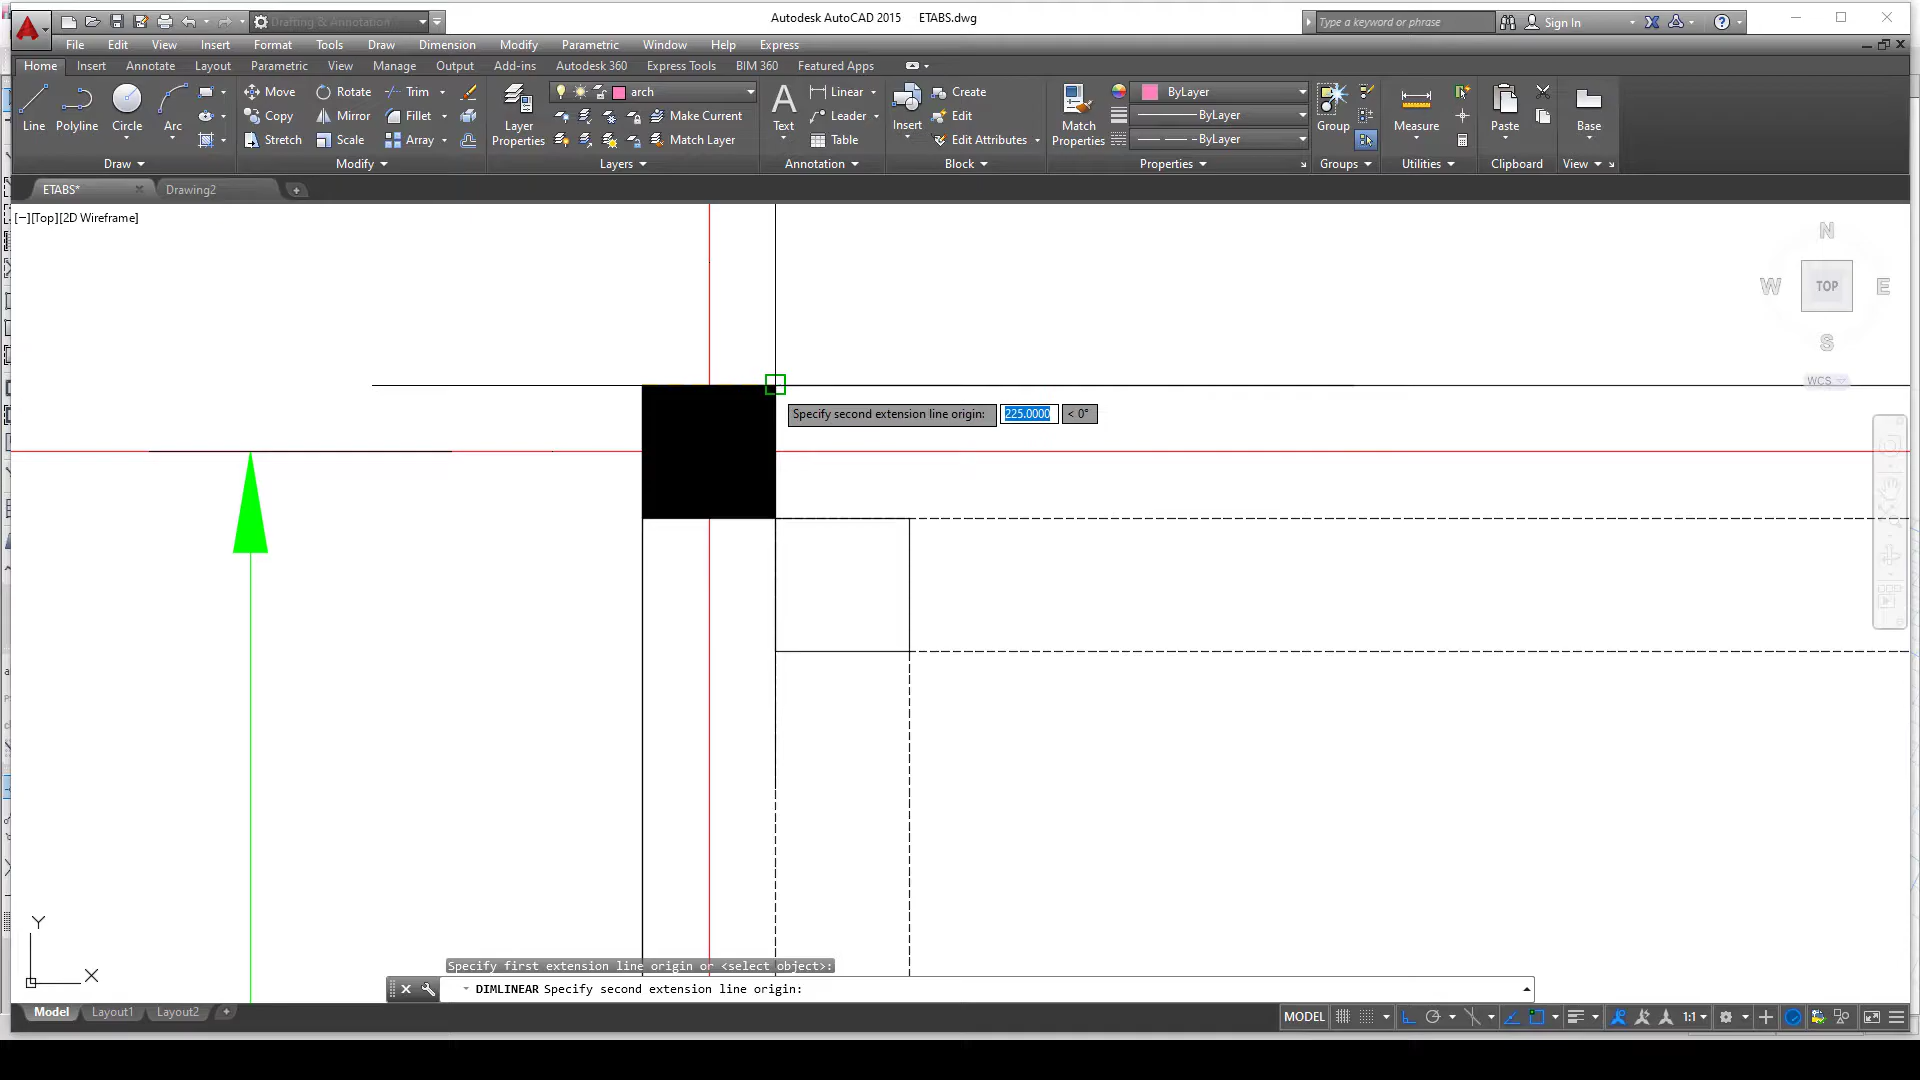 Drafting & Annotation
Autodesk AutoCAD 2015 ETABS.dwg
Type a keyword or phrase
Sign In
File Edit View Insert Format Tools Draw Dimension Modify Parametric Window Help Express
Home Insert Annotate Layout Parametric View Manage Output Add-ins Autodesk 360 Express Tools BIM 360 Featured Apps
Line Polyline Circle Arc
Draw
Move Rotate Trim
Copy Mirror Fillet
Stretch Scale Array
Modify
Layer Properties
arch
Make Current
Match Layer
Layers
Text
Linear
Leader
Table
Annotation
Insert
Create
Edit
Edit Attributes
Block
Match Properties
ByLayer
ByLayer
ByLayer
Properties
Group
Groups
Measure
Utilities
Paste
Clipboard
Base
View
ETABS* Drawing2
[−][Top][2D Wireframe]
N
W TOP E
S
WCS
Specify second extension line origin: 225.0000 < 0°
Y
X
Specify first extension line origin or <select object>:
DIMLINEAR Specify second extension line origin:
Model Layout1 Layout2
MODEL 1:1